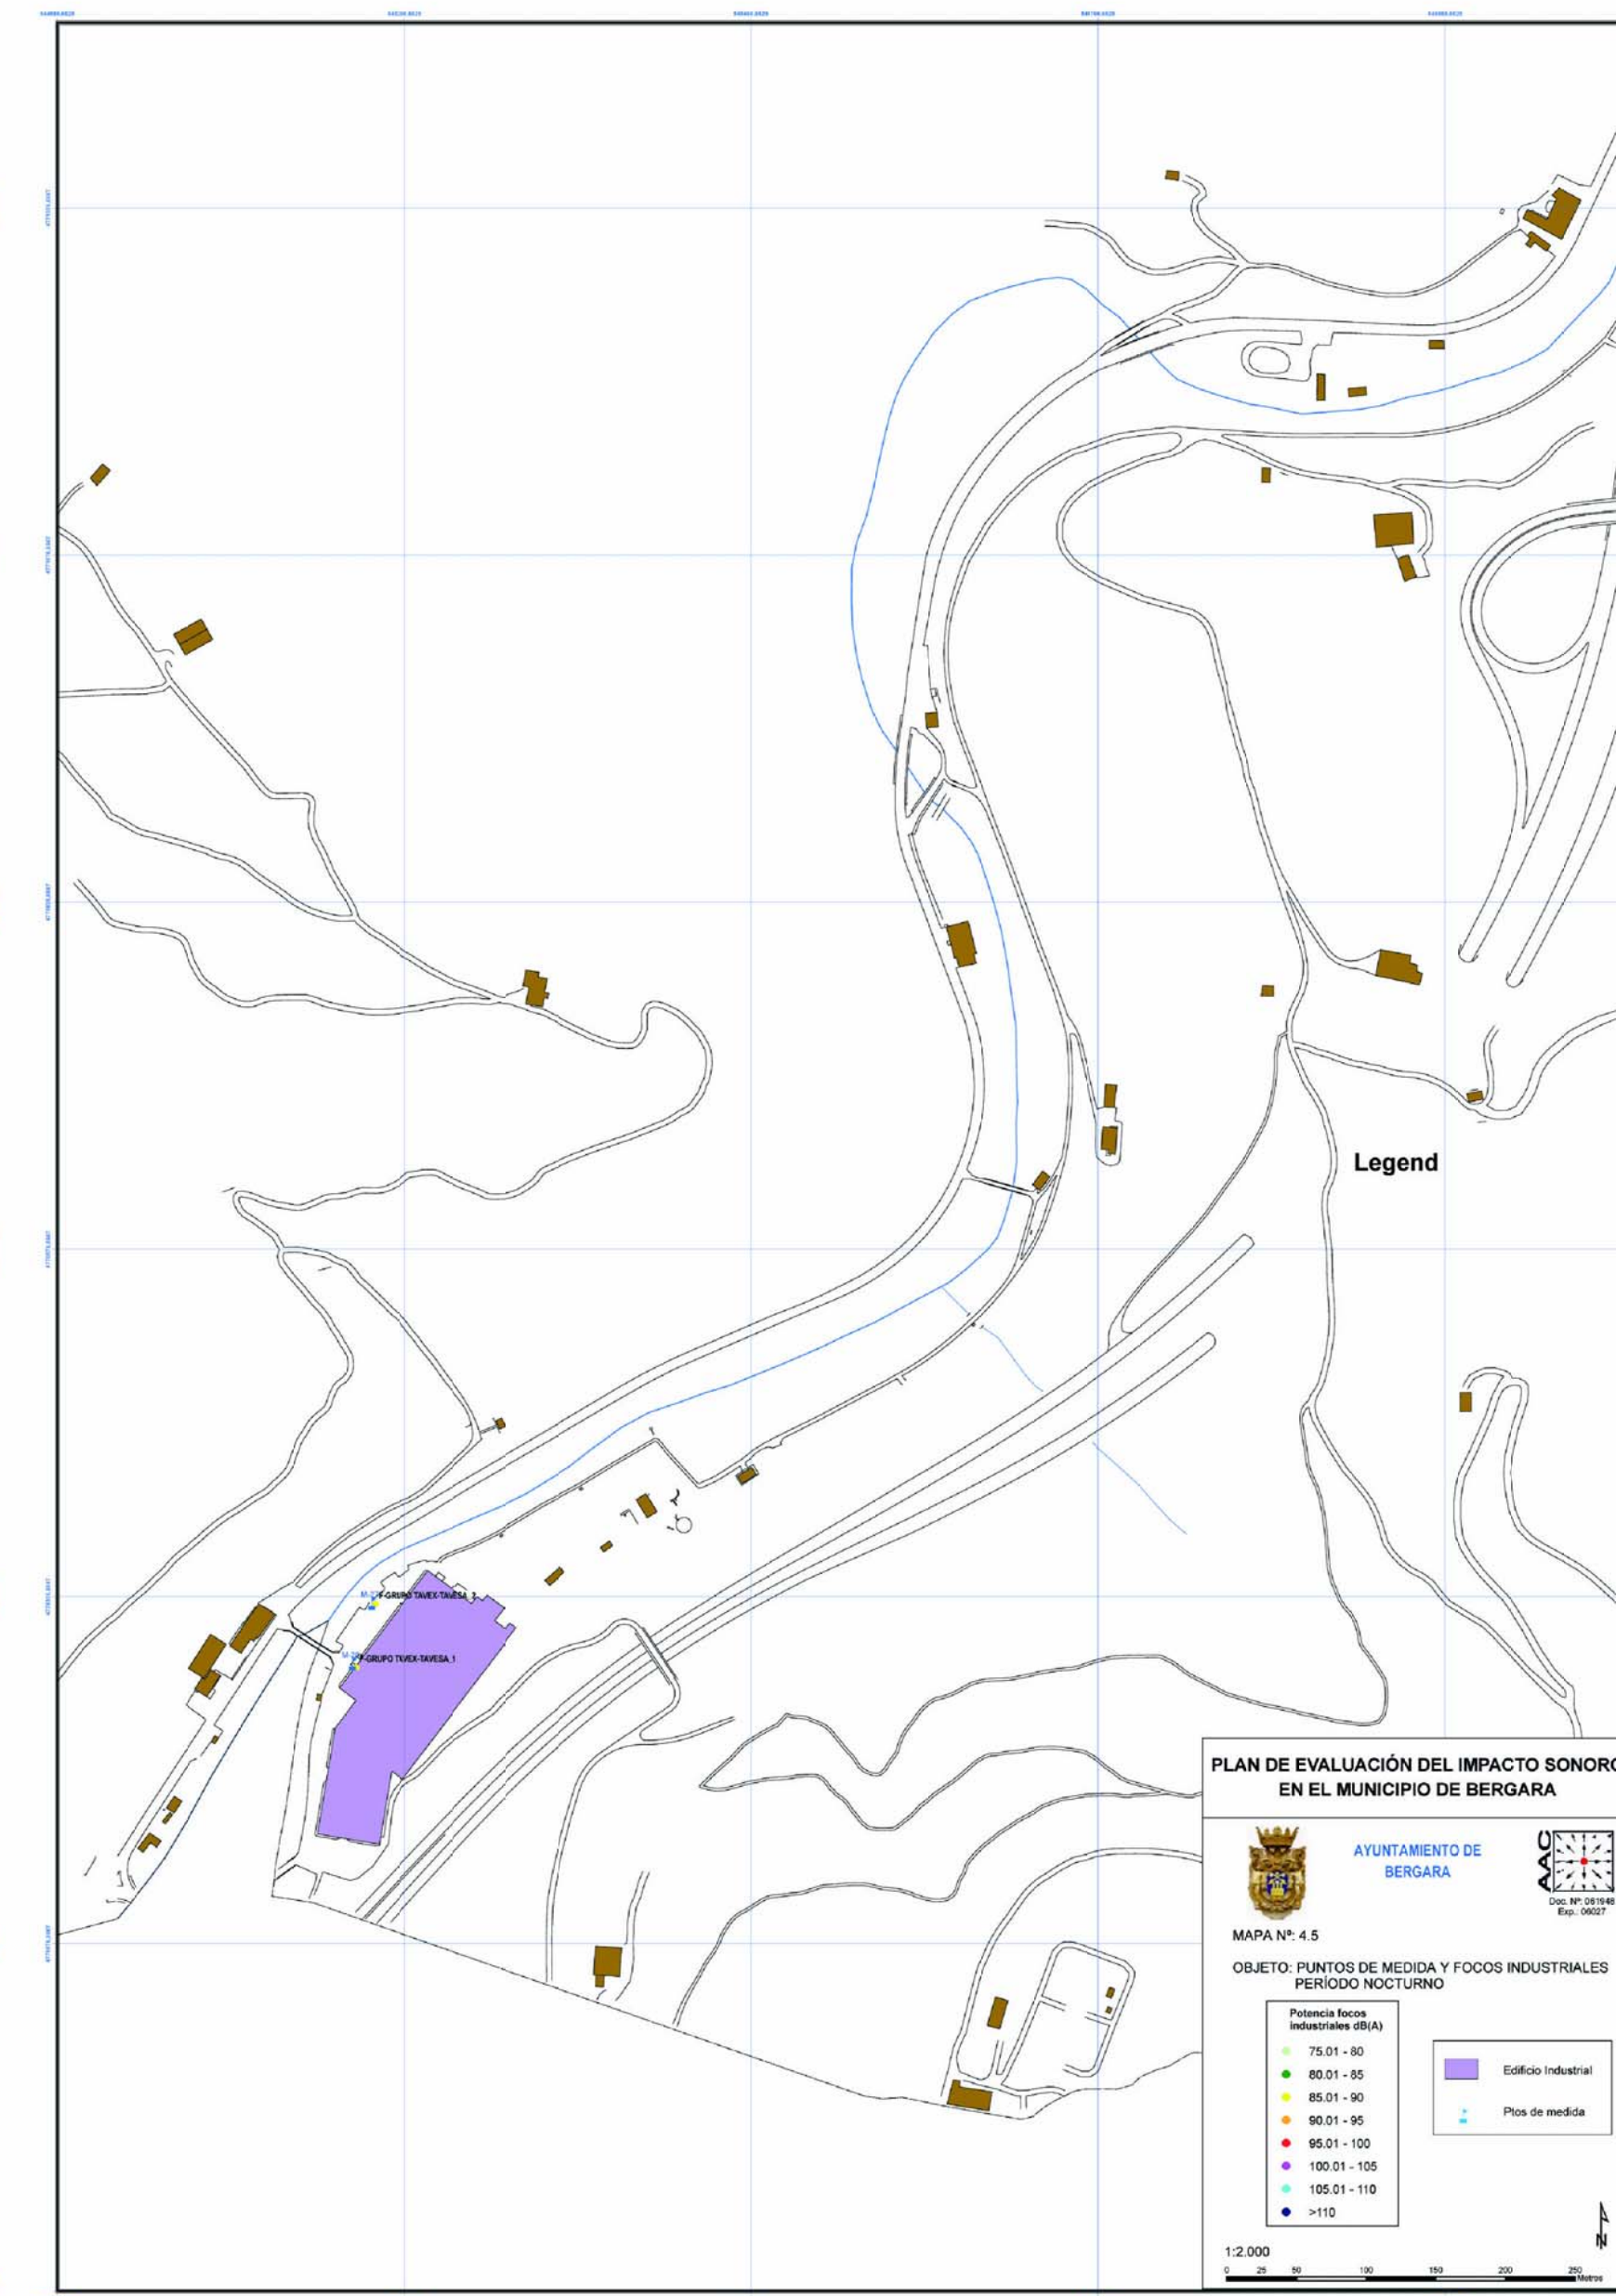 M-27
F-GRUPO TAVEX-TAVESA_2
F-GRUPO TAVEX-TAVESA_1
Legend
PLAN DE EVALUACIÓN DEL IMPACTO SONORO
EN EL MUNICIPIO DE BERGARA
AYUNTAMIENTO DE
BERGARA
AAC
Doc. Nº: 061948
Exp.: 06027
MAPA Nº: 4.5
OBJETO: PUNTOS DE MEDIDA Y FOCOS INDUSTRIALES
PERÍODO NOCTURNO
Potencia focos
industriales dB(A)
75.01 - 80
80.01 - 85
85.01 - 90
90.01 - 95
95.01 - 100
100.01 - 105
105.01 - 110
>110
Edificio Industrial
Ptos de medida
N
1:2.000
0 25 50 100 150 200 250
Metros